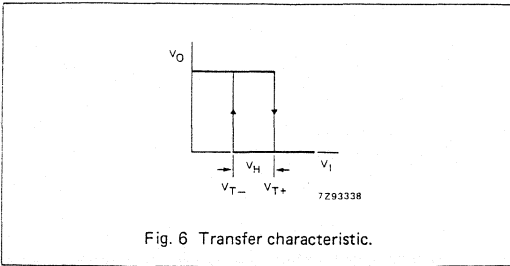 VO
VH
VI
VT−
VT+
7Z93338
Fig. 6 Transfer characteristic.